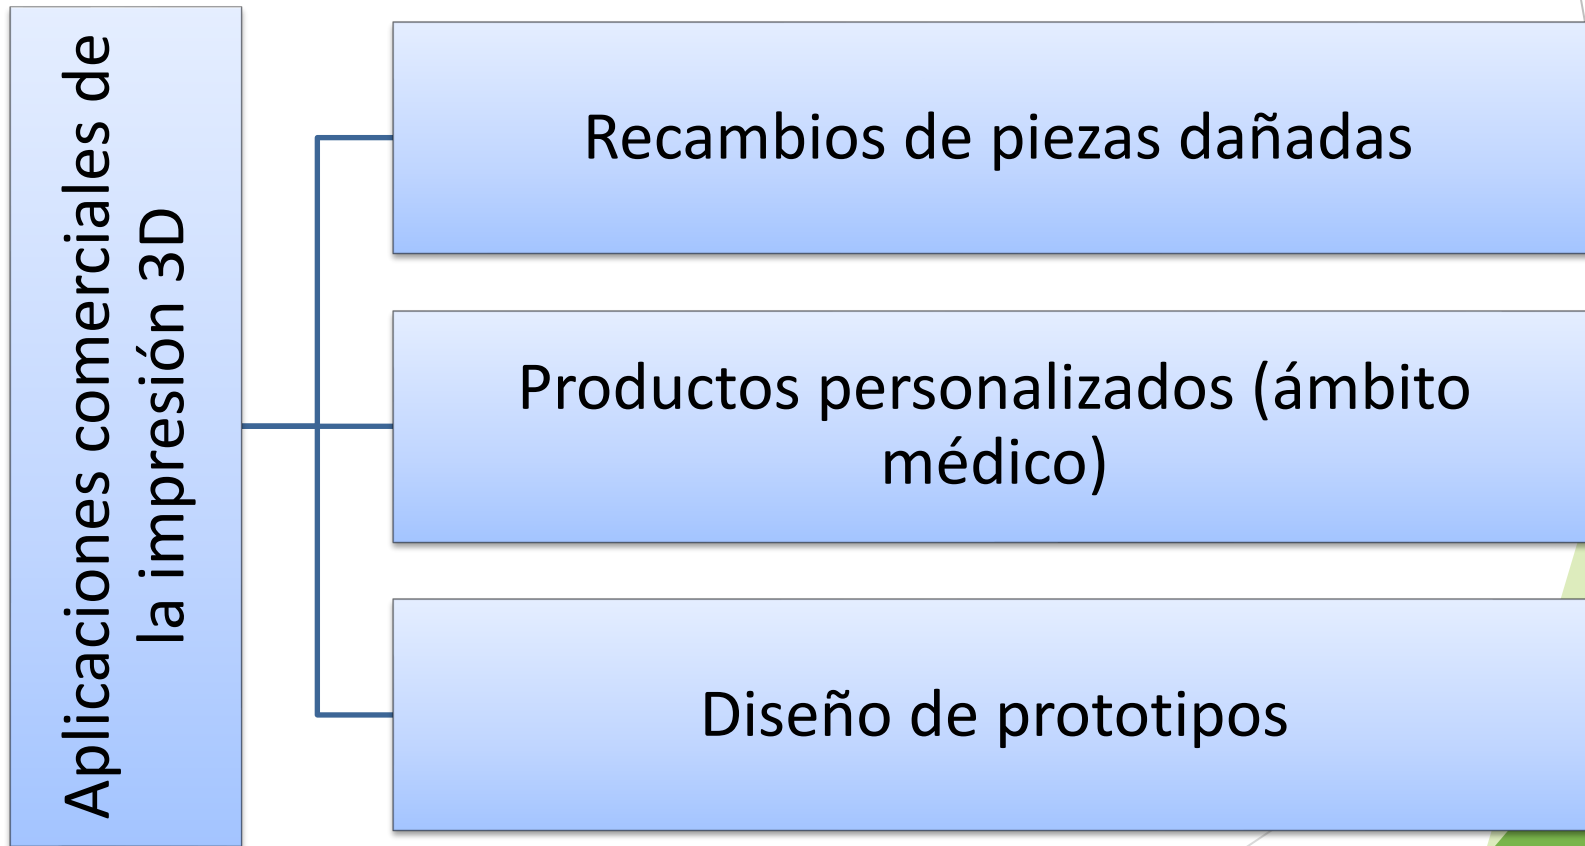 Aplicaciones comerciales de
la impresión 3D
Recambios de piezas dañadas
Productos personalizados (ámbito
médico)
Diseño de prototipos